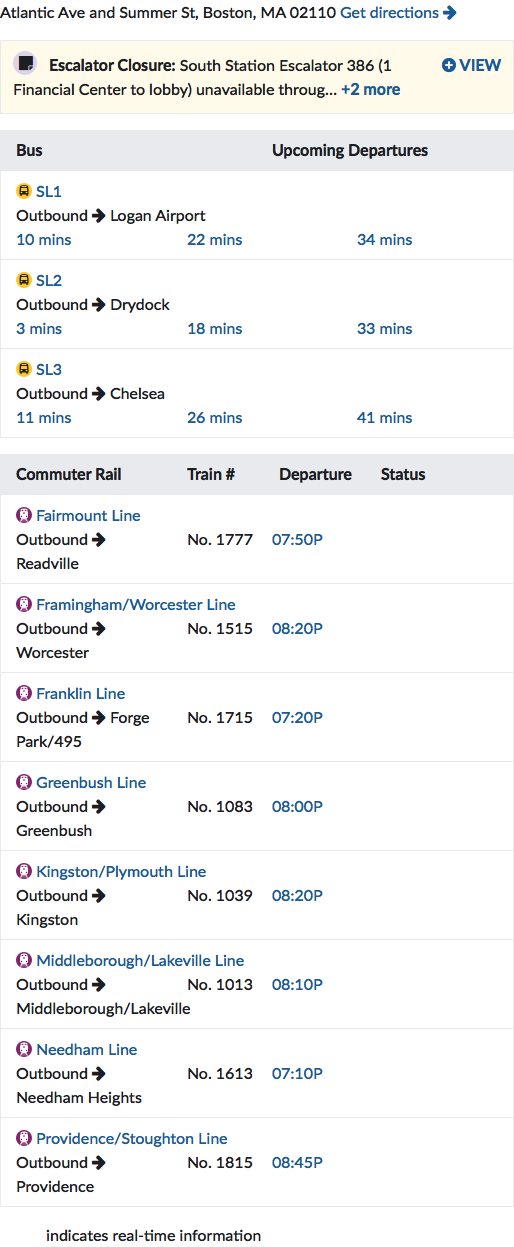 Atlantic Ave and Summer St, Boston, MA 02110 Get directions
Escalator Closure: South Station Escalator 386 (1 VIEW
Financial Center to lobby) unavailable throug... +2 more
Bus Upcoming Departures
SL1
Outbound Logan Airport
10 mins 22 mins 34 mins
SL2
Outbound Drydock
3 mins 18 mins 33 mins
SL3
Outbound Chelsea
11 mins 26 mins 41 mins
Commuter Rail Train # Departure Status
Fairmount Line
Outbound No. 1777 07:50P
Readville
Framingham/Worcester Line
Outbound No. 1515 08:20P
Worcester
Franklin Line
Outbound Forge No. 1715 07:20P
Park/495
Greenbush Line
Outbound No. 1083 08:00P
Greenbush
Kingston/Plymouth Line
Outbound No. 1039 08:20P
Kingston
Middleborough/Lakeville Line
Outbound No. 1013 08:10P
Middleborough/Lakeville
Needham Line
Outbound No. 1613 07:10P
Needham Heights
Providence/Stoughton Line
Outbound No. 1815 08:45P
Providence
indicates real-time information